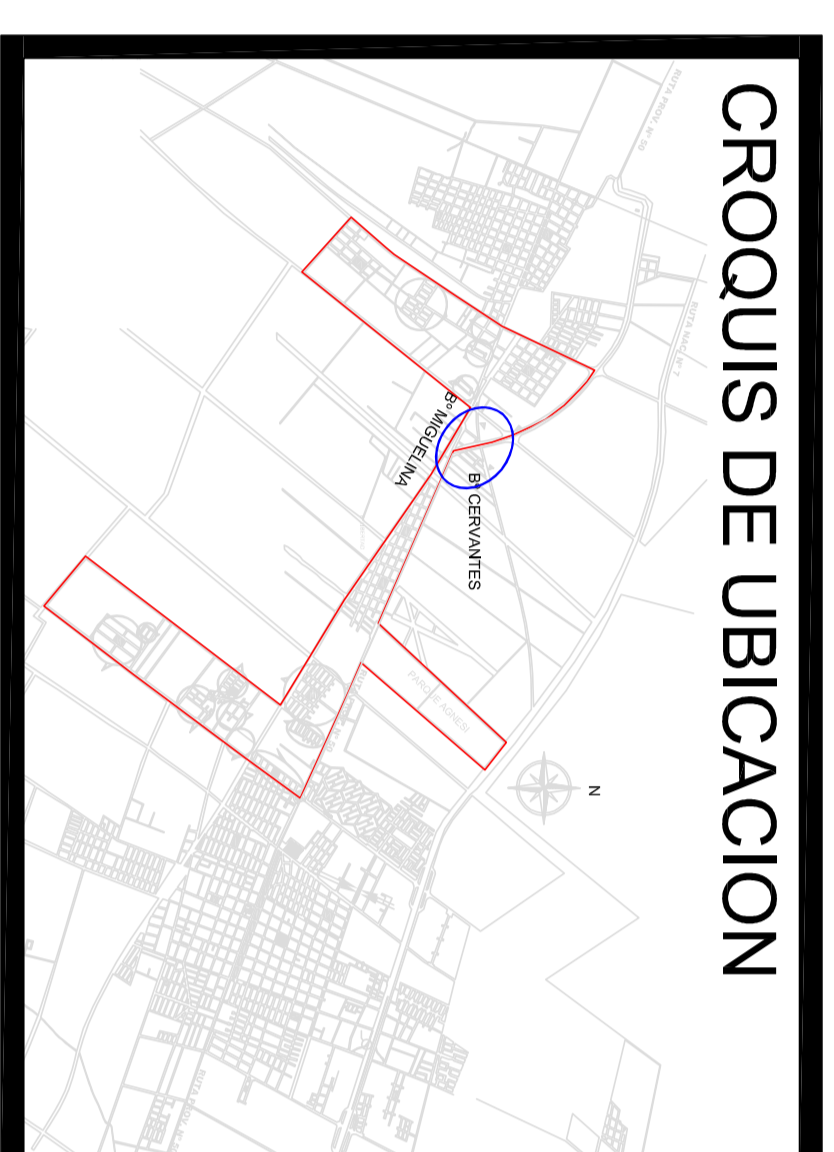 CROQUIS DE UBICACION
RUTA PROV. Nº 50
RUTA NAC. Nº 7
Bº MIGUELINA
Bº CERVANTES
PARQUE AGNESI
N